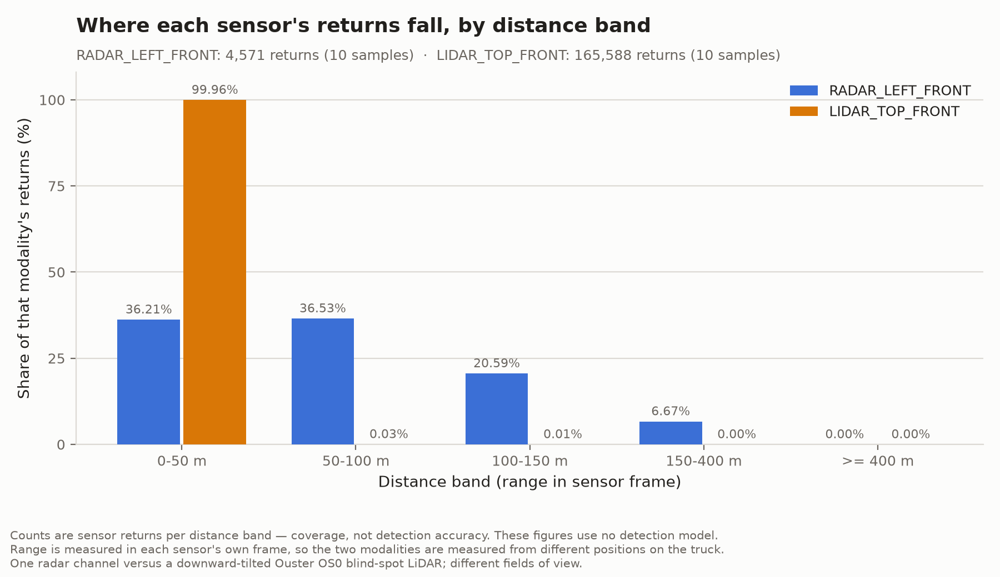 Where each sensor's returns fall, by distance band
RADAR_LEFT_FRONT: 4,571 returns (10 samples)  ·  LIDAR_TOP_FRONT: 165,588 returns (10 samples)
RADAR_LEFT_FRONT
LIDAR_TOP_FRONT
Share of that modality's returns (%)
100
75
50
25
0
36.21%
99.96%
36.53%
0.03%
20.59%
0.01%
6.67%
0.00%
0.00%
0.00%
0-50 m
50-100 m
100-150 m
150-400 m
>= 400 m
Distance band (range in sensor frame)
Counts are sensor returns per distance band — coverage, not detection accuracy. These figures use no detection model.
Range is measured in each sensor's own frame, so the two modalities are measured from different positions on the truck.
One radar channel versus a downward-tilted Ouster OS0 blind-spot LiDAR; different fields of view.